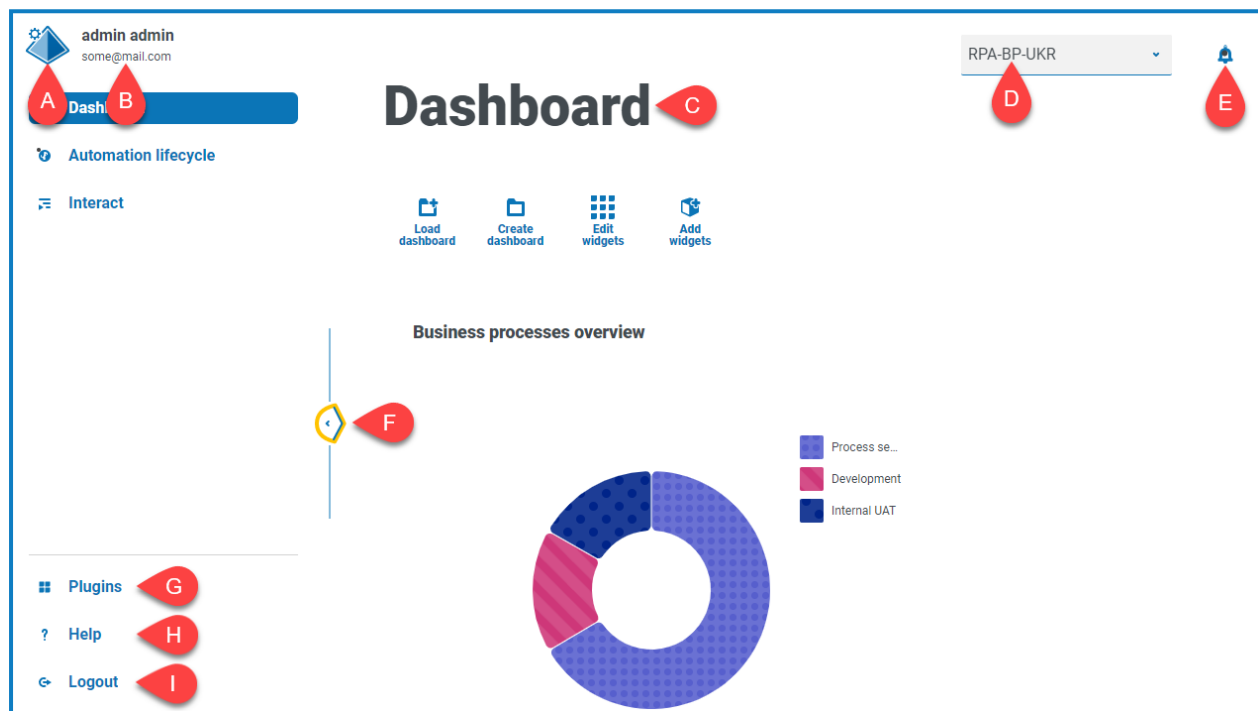 admin admin
some@mail.com
RPA-BP-UKR
A
Dash
B
Dashboard
C
D
E
Automation lifecycle
Interact
Load
dashboard
Create
dashboard
Edit
widgets
Add
widgets
Business processes overview
F
Process se...
Development
Internal UAT
Plugins
G
Help
H
Logout
I